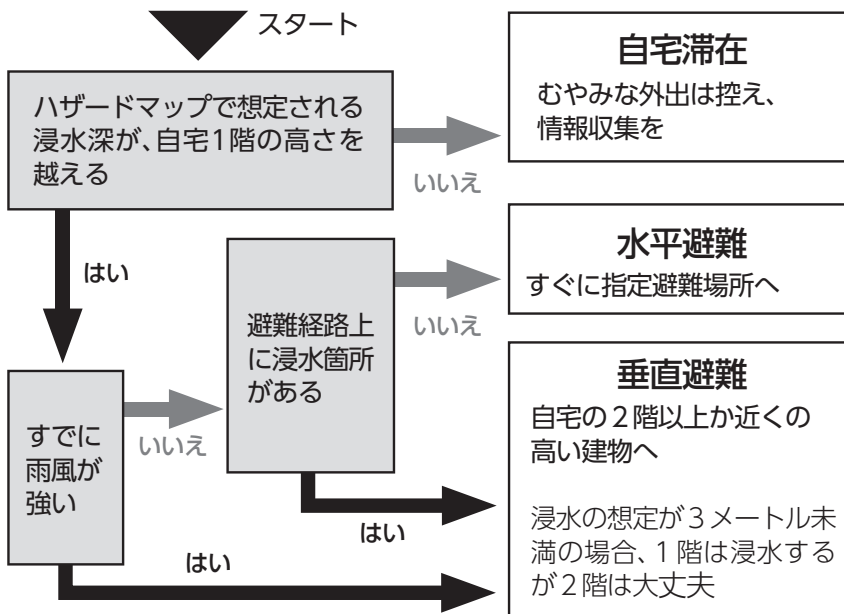 スタート
ハザードマップで想定される
浸水深が、自宅1階の高さを
越える
いいえ
自宅滞在
むやみな外出は控え、
情報収集を
はい
避難経路上
に浸水箇所
がある
いいえ
水平避難
すぐに指定避難場所へ
すでに
雨風が
強い
いいえ
はい
はい
垂直避難
自宅の2階以上か近くの
高い建物へ
浸水の想定が3メートル未
満の場合、1階は浸水する
が2階は大丈夫